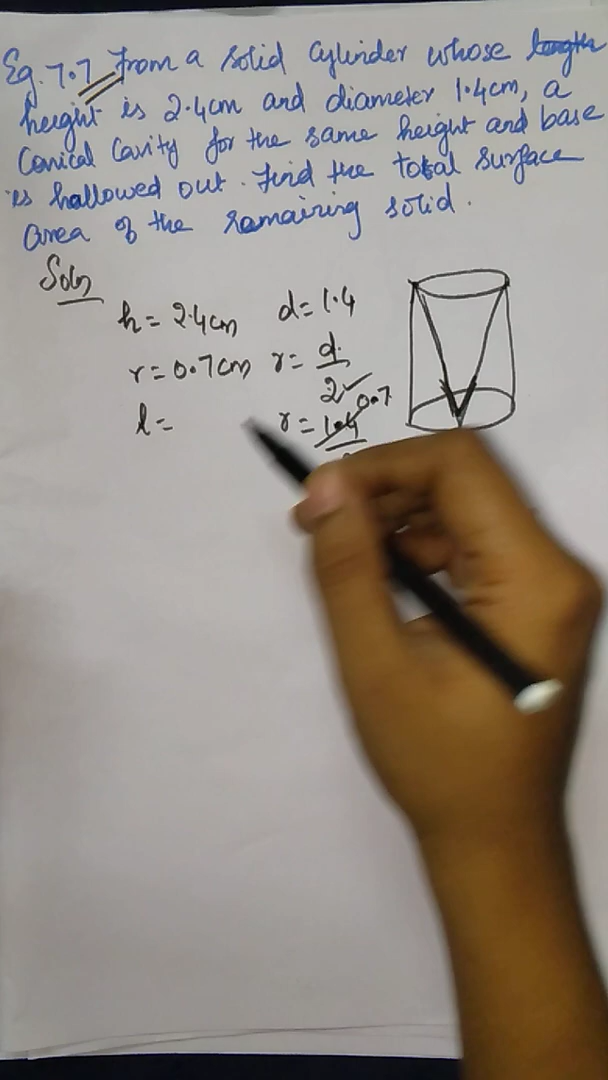 Eg. 7.7 From a solid cylinder whose length
height is 2.4cm and diameter 1.4cm, a
Conical Cavity for the same height and base
is hallowed out. Find the total surface
area of the remaining solid.
Soln
h = 2.4cm d = 1.4
r = 0.7cm r = d/2
l = r = 1.4 0.7